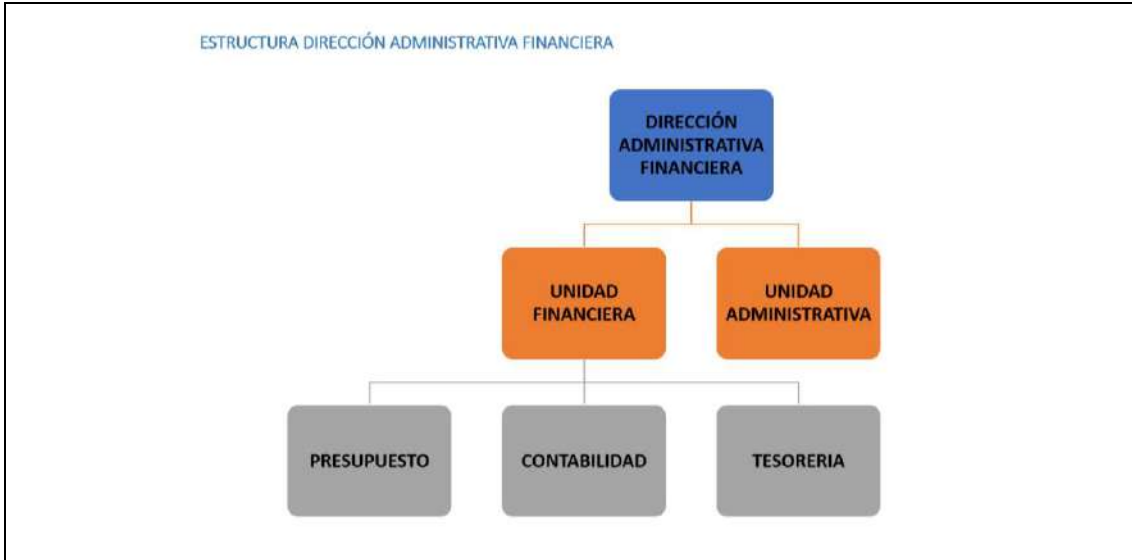 ESTRUCTURA DIRECCIÓN ADMINISTRATIVA FINANCIERA
DIRECCIÓN
ADMINISTRATIVA
FINANCIERA
UNIDAD
FINANCIERA
UNIDAD
ADMINISTRATIVA
PRESUPUESTO
CONTABILIDAD
TESORERIA